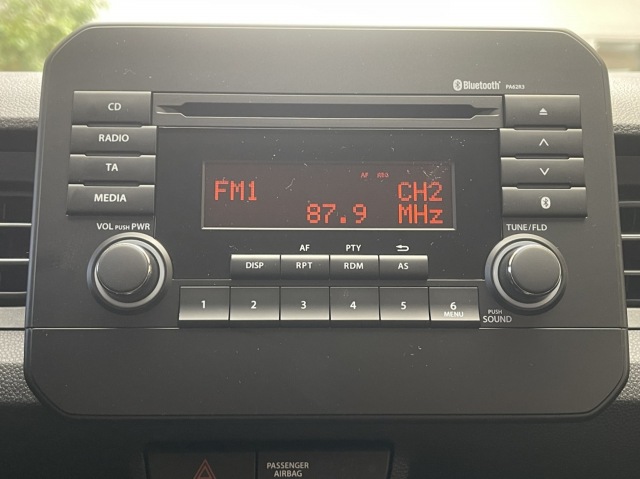 Bluetooth® PA62R3
CD
RADIO
TA
MEDIA
AF
FM1 CH2
87.9 MHz
VOL PUSH PWR
TUNE/FLD
AF PTY
DISP RPT RDM AS
1 2 3 4 5 6
MENU
PUSH
SOUND
PASSENGER
AIRBAG